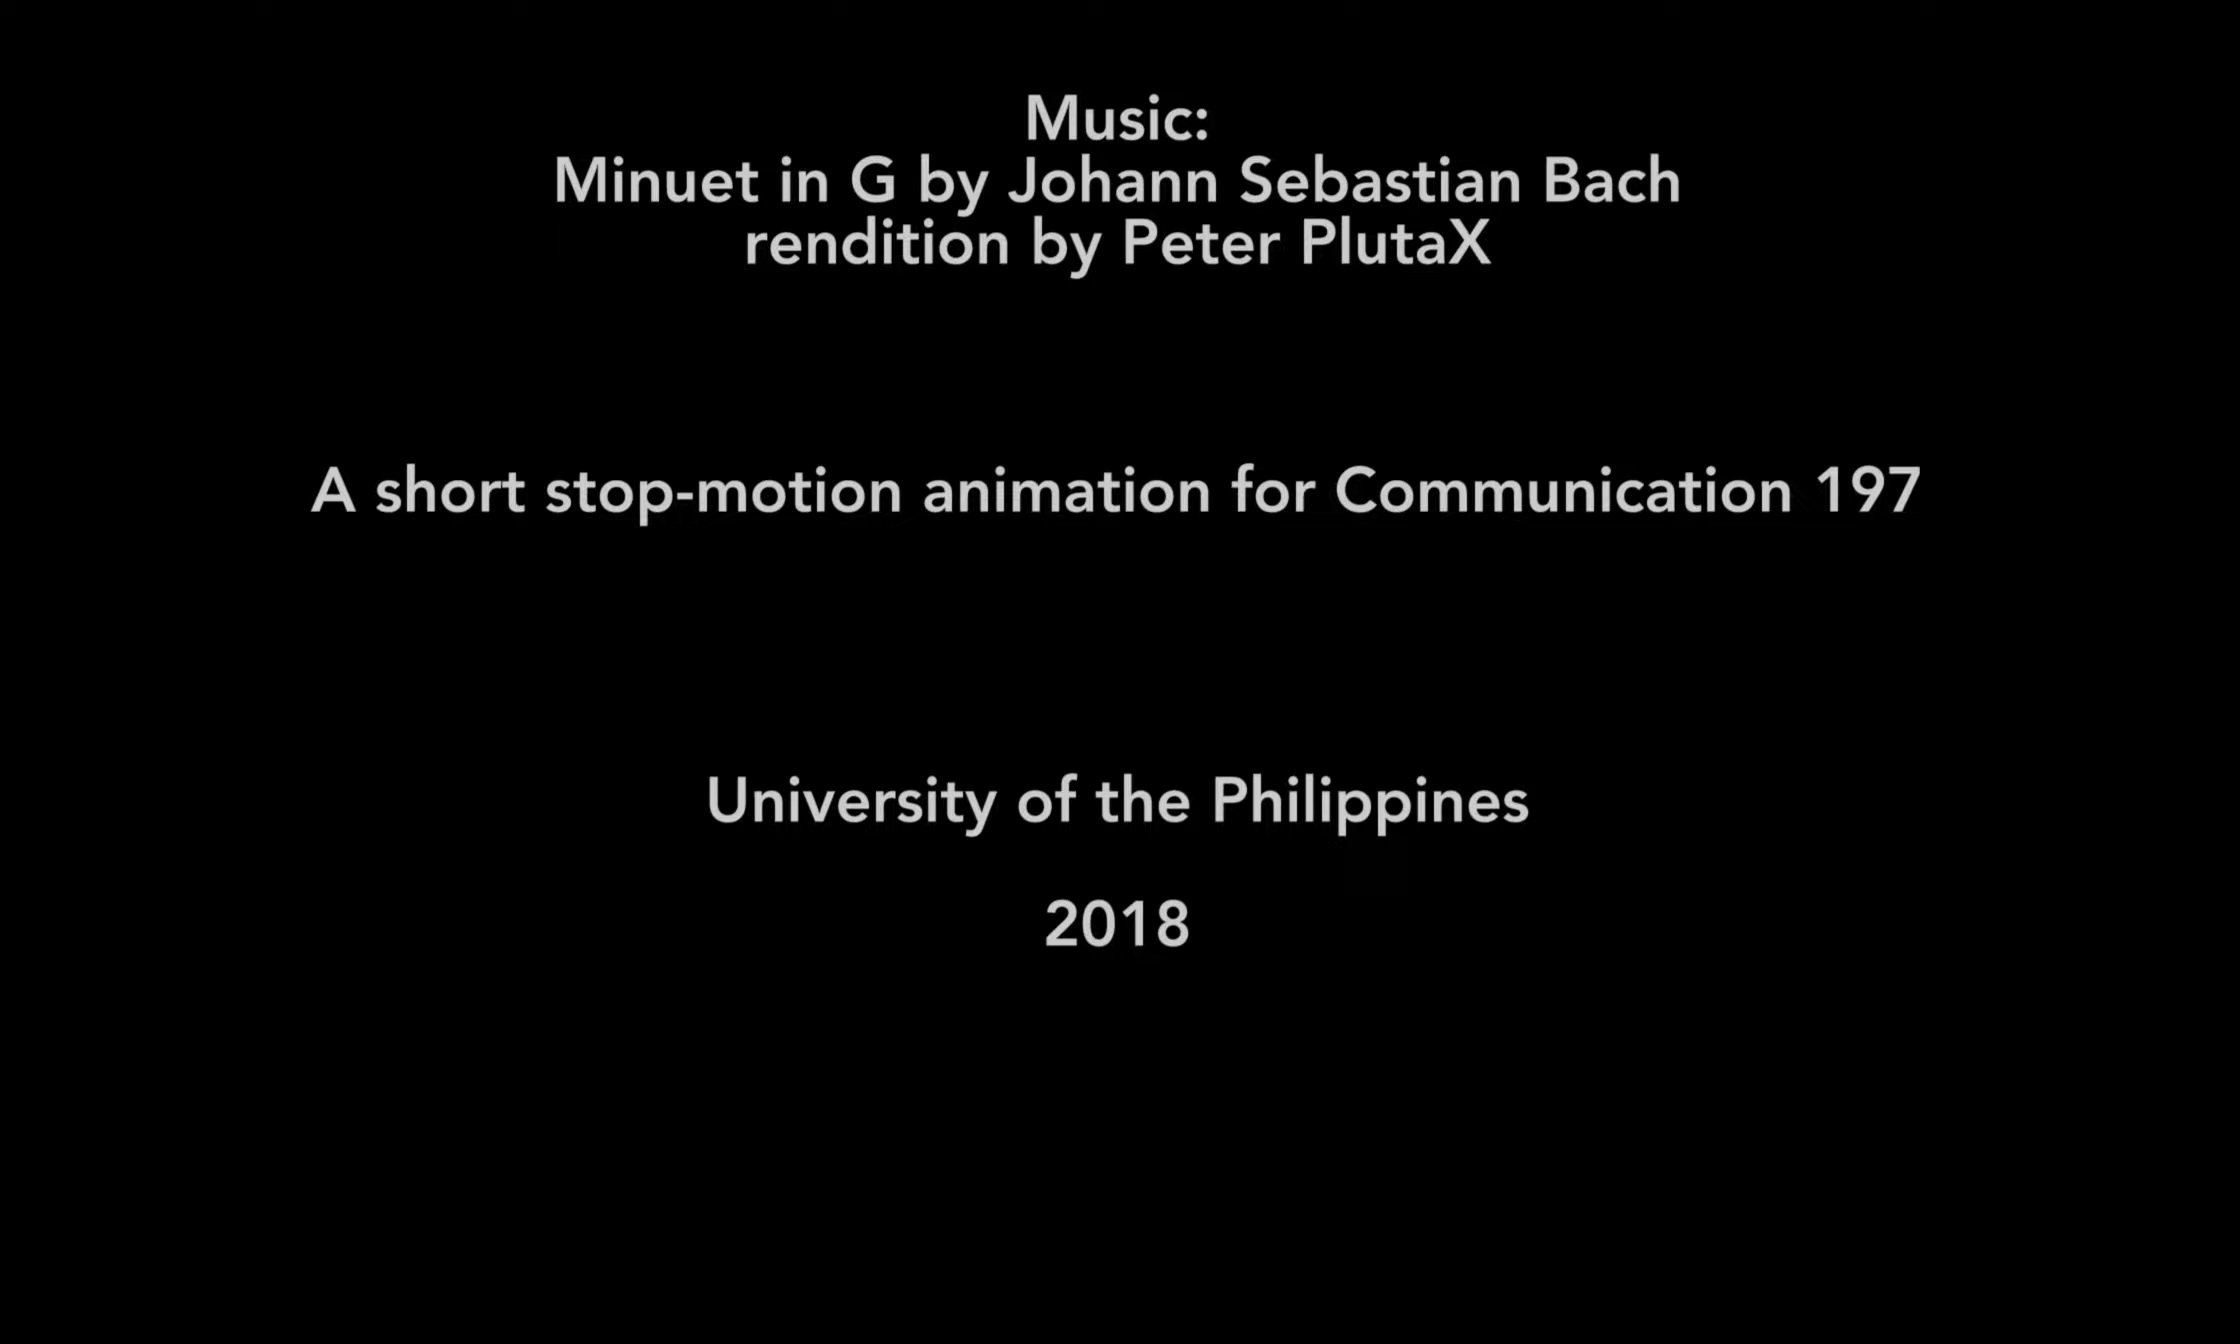 Music:
Minuet in G by Johann Sebastian Bach
rendition by Peter PlutaX
A short stop-motion animation for Communication 197
University of the Philippines
2018